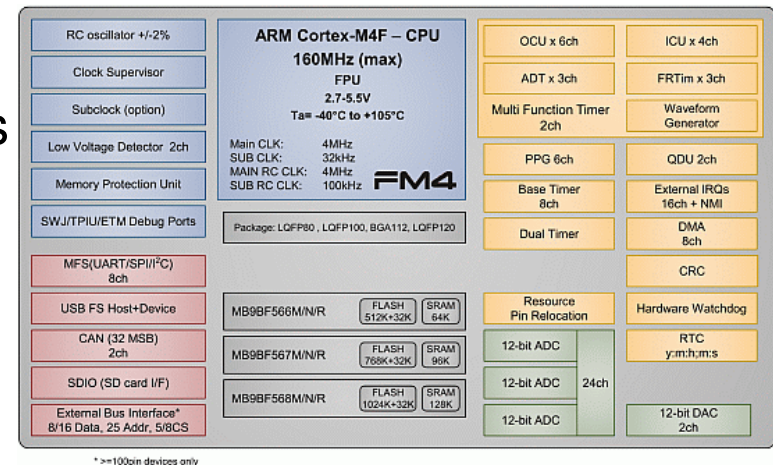 s
RC oscillator +/-2%
Clock Supervisor
Subclock (option)
Low Voltage Detector 2ch
Memory Protection Unit
SWJ/TPIU/ETM Debug Ports
MFS(UART/SPI/I²C)
8ch
USB FS Host+Device
CAN (32 MSB)
2ch
SDIO (SD card I/F)
External Bus Interface*
8/16 Data, 25 Addr, 5/8CS
* >=100pin devices only
ARM Cortex-M4F – CPU
160MHz (max)
FPU
2.7-5.5V
Ta= -40°C to +105°C
Main CLK: 4MHz
SUB CLK: 32kHz
MAIN RC CLK: 4MHz
SUB RC CLK: 100kHz
FM4
Package: LQFP80 , LQFP100, BGA112, LQFP120
MB9BF566M/N/R
FLASH
512K+32K
SRAM
64K
MB9BF567M/N/R
FLASH
768K+32K
SRAM
96K
MB9BF568M/N/R
FLASH
1024K+32K
SRAM
128K
OCU x 6ch
ICU x 4ch
ADT x 3ch
FRTim x 3ch
Multi Function Timer
2ch
Waveform
Generator
PPG 6ch
QDU 2ch
Base Timer
8ch
External IRQs
16ch + NMI
Dual Timer
DMA
8ch
CRC
Resource
Pin Relocation
Hardware Watchdog
12-bit ADC
12-bit ADC
12-bit ADC
24ch
RTC
y:m:h;m:s
12-bit DAC
2ch